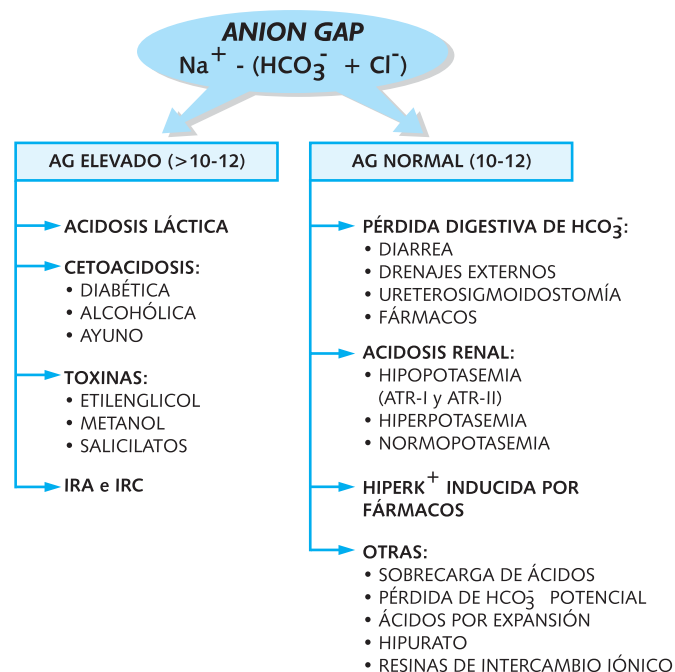 ANION GAP
Na+ - (HCO3- + Cl-)
AG ELEVADO (>10-12)
ACIDOSIS LÁCTICA
CETOACIDOSIS:
• DIABÉTICA
• ALCOHÓLICA
• AYUNO
TOXINAS:
• ETILENGLICOL
• METANOL
• SALICILATOS
IRA e IRC
AG NORMAL (10-12)
PÉRDIDA DIGESTIVA DE HCO3-:
• DIARREA
• DRENAJES EXTERNOS
• URETEROSIGMOIDOSTOMÍA
• FÁRMACOS
ACIDOSIS RENAL:
• HIPOPOTASEMIA
(ATR-I y ATR-II)
• HIPERPOTASEMIA
• NORMOPOTASEMIA
HIPERK+ INDUCIDA POR
FÁRMACOS
OTRAS:
• SOBRECARGA DE ÁCIDOS
• PÉRDIDA DE HCO3- POTENCIAL
• ÁCIDOS POR EXPANSIÓN
• HIPURATO
• RESINAS DE INTERCAMBIO IÓNICO